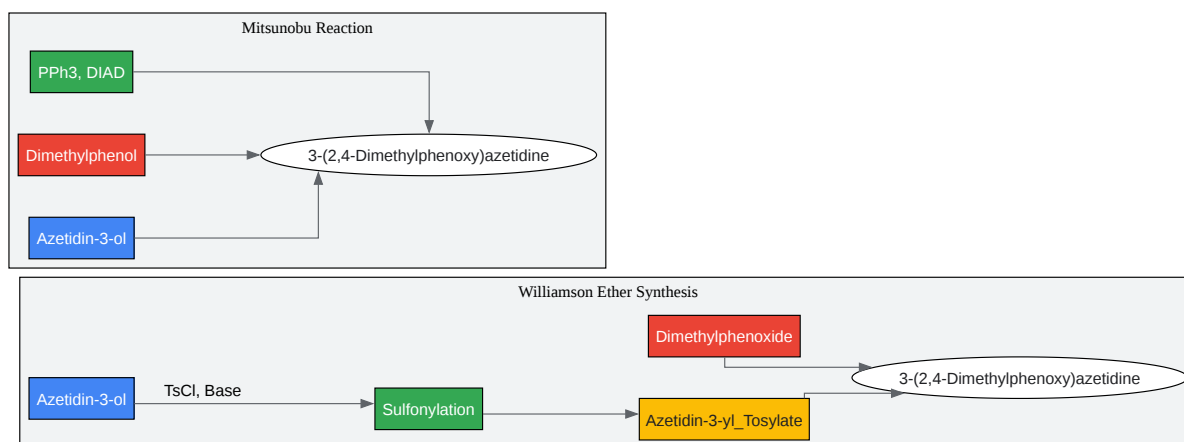 Mitsunobu Reaction
PPh3, DIAD
Dimethylphenol
3-(2,4-Dimethylphenoxy)azetidine
Azetidin-3-ol
Williamson Ether Synthesis
Dimethylphenoxide
3-(2,4-Dimethylphenoxy)azetidine
Azetidin-3-ol
TsCl, Base
Sulfonylation
Azetidin-3-yl_Tosylate